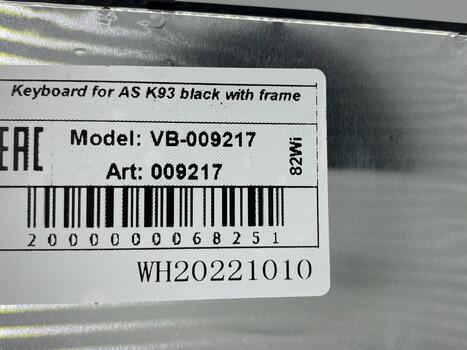 Keyboard for AS K93 black with frame
EAC
Model: VB-009217
Art: 009217
82Wi
2000000068251
WH20221010